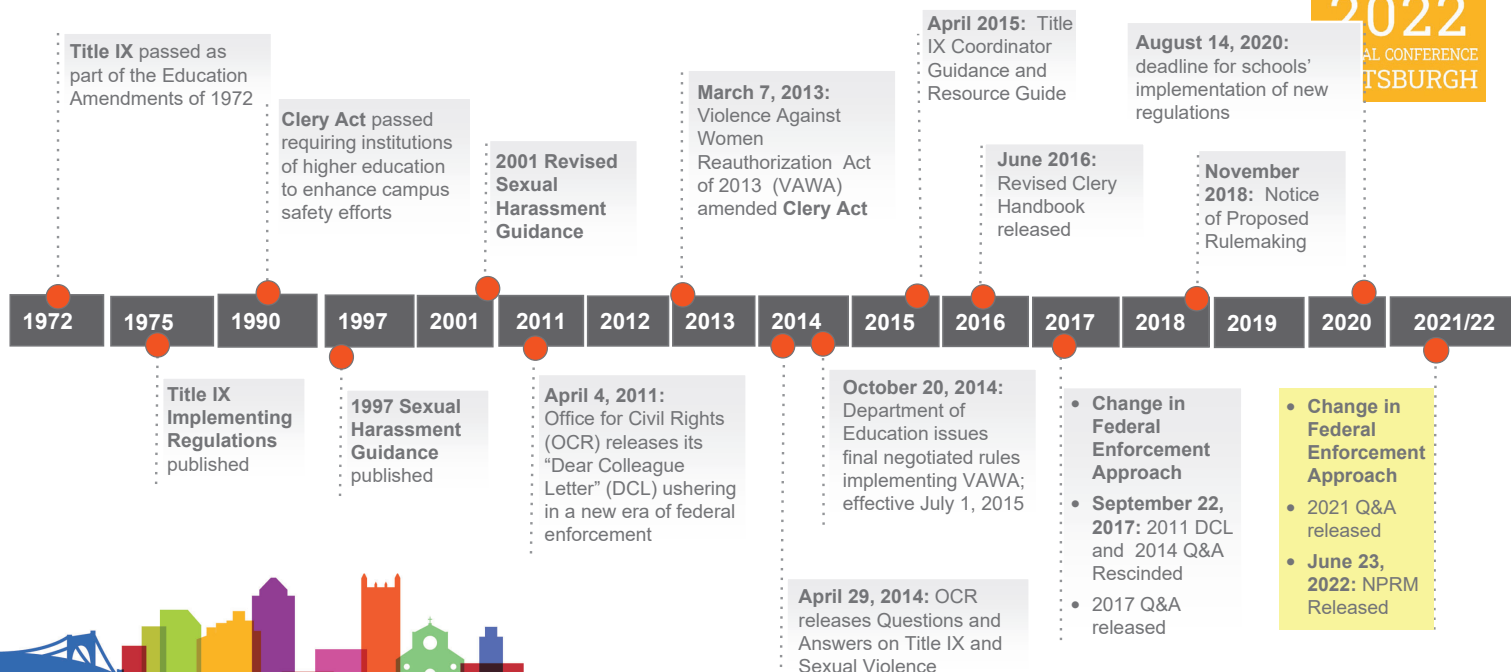 2022
AL CONFERENCE
TSBURGH
Title IX passed as
part of the Education
Amendments of 1972
Clery Act passed
requiring institutions
of higher education
to enhance campus
safety efforts
2001 Revised
Sexual
Harassment
Guidance
March 7, 2013:
Violence Against
Women
Reauthorization Act
of 2013 (VAWA)
amended Clery Act
April 2015: Title
IX Coordinator
Guidance and
Resource Guide
June 2016:
Revised Clery
Handbook
released
August 14, 2020:
deadline for schools’
implementation of new
regulations
November
2018: Notice
of Proposed
Rulemaking
1972 1975 1990 1997 2001 2011 2012 2013 2014 2015 2016 2017 2018 2019 2020 2021/22
Title IX
Implementing
Regulations
published
1997 Sexual
Harassment
Guidance
published
April 4, 2011:
Office for Civil Rights
(OCR) releases its
“Dear Colleague
Letter” (DCL) ushering
in a new era of federal
enforcement
April 29, 2014: OCR
releases Questions and
Answers on Title IX and
Sexual Violence
October 20, 2014:
Department of
Education issues
final negotiated rules
implementing VAWA;
effective July 1, 2015
• Change in
Federal
Enforcement
Approach
• September 22,
2017: 2011 DCL
and 2014 Q&A
Rescinded
• 2017 Q&A
released
• Change in
Federal
Enforcement
Approach
• 2021 Q&A
released
• June 23,
2022: NPRM
Released